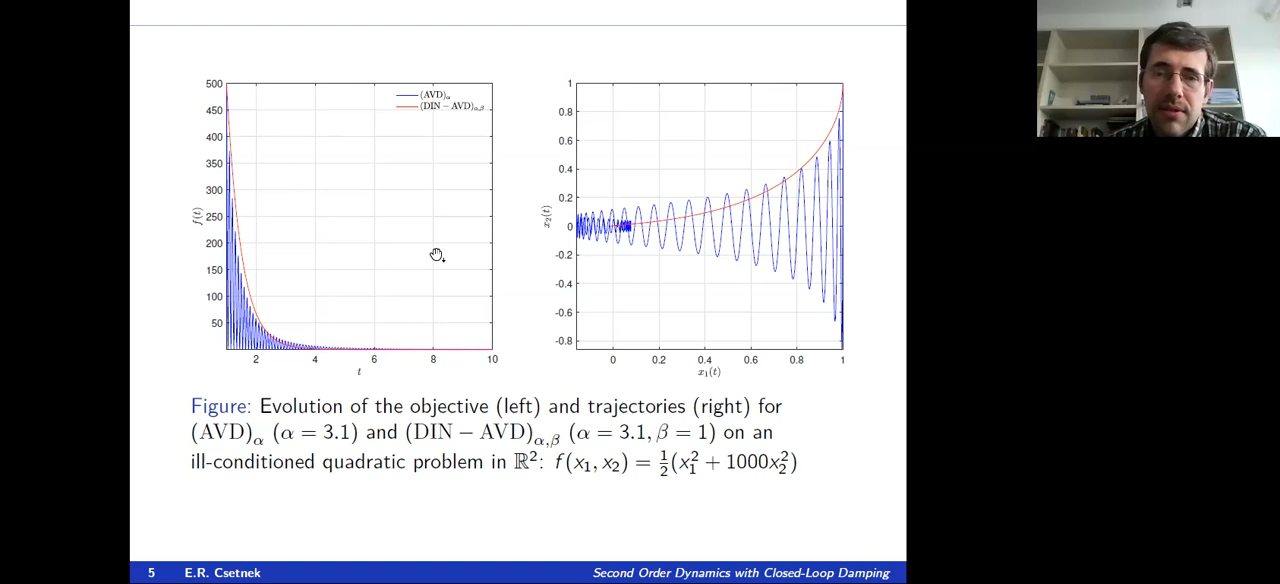 500
450
400
350
300
250
200
150
100
50
f(t)
(AVD)α
(DIN − AVD)α,β
2 4 6 8 10
t
1
0.8
0.6
0.4
0.2
0
-0.2
-0.4
-0.6
-0.8
x₂(t)
0 0.2 0.4 0.6 0.8 1
x₁(t)
Figure: Evolution of the objective (left) and trajectories (right) for
(AVD)α (α = 3.1) and (DIN − AVD)α,β (α = 3.1, β = 1) on an
ill-conditioned quadratic problem in ℝ²: f(x₁, x₂) = ½(x₁² + 1000x₂²)
5 E.R. Csetnek Second Order Dynamics with Closed-Loop Damping